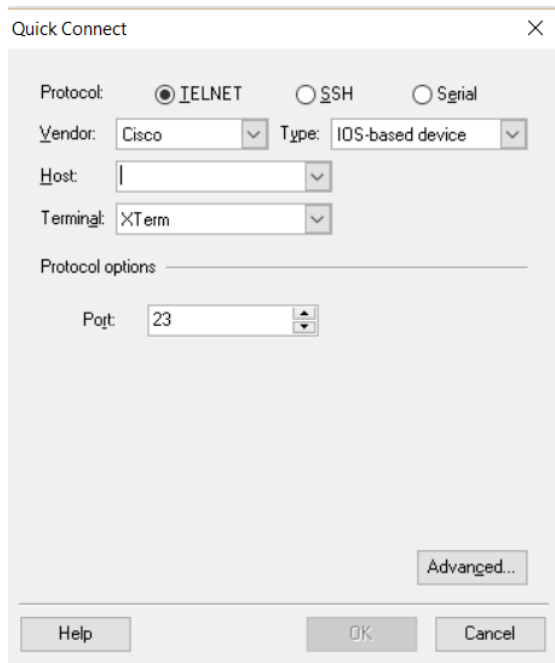 Quick Connect
Protocol: TELNET SSH Serial
Vendor: Cisco Type: IOS-based device
Host:
Terminal: XTerm
Protocol options
Port: 23
Advanced...
Help OK Cancel